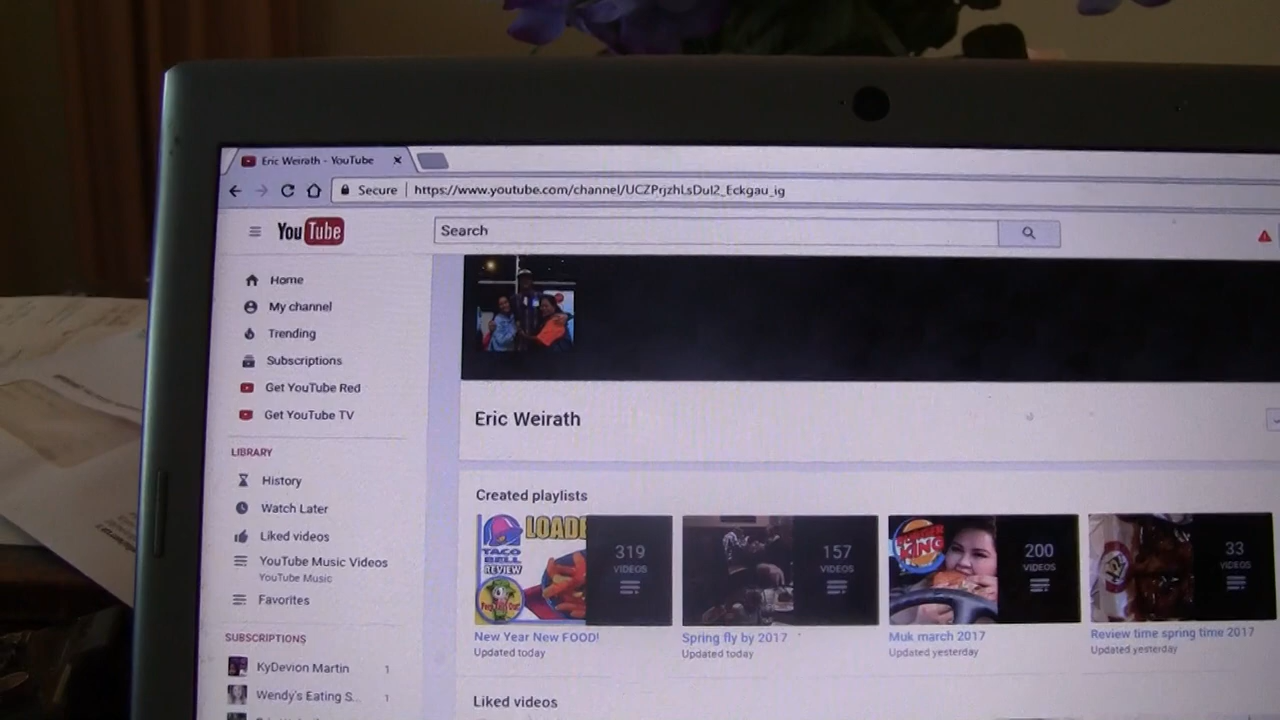 Eric Weirath - YouTube
Secure https://www.youtube.com/channel/UCZPrjzhLsDul2_Eckgau_ig
YouTube
Search
Home
My channel
Trending
Subscriptions
Get YouTube Red
Get YouTube TV
LIBRARY
History
Watch Later
Liked videos
YouTube Music Videos
YouTube Music
Favorites
SUBSCRIPTIONS
KyDevion Martin 1
Wendy's Eating S... 1
Eric Weirath
Created playlists
TACO BELL REVIEW
LOADE
319 VIDEOS
New Year New FOOD!
Updated today
157 VIDEOS
Spring fly by 2017
Updated today
BURGER KING
200 VIDEOS
Muk march 2017
Updated yesterday
33 VIDEOS
Review time spring time 2017
Updated yesterday
Liked videos